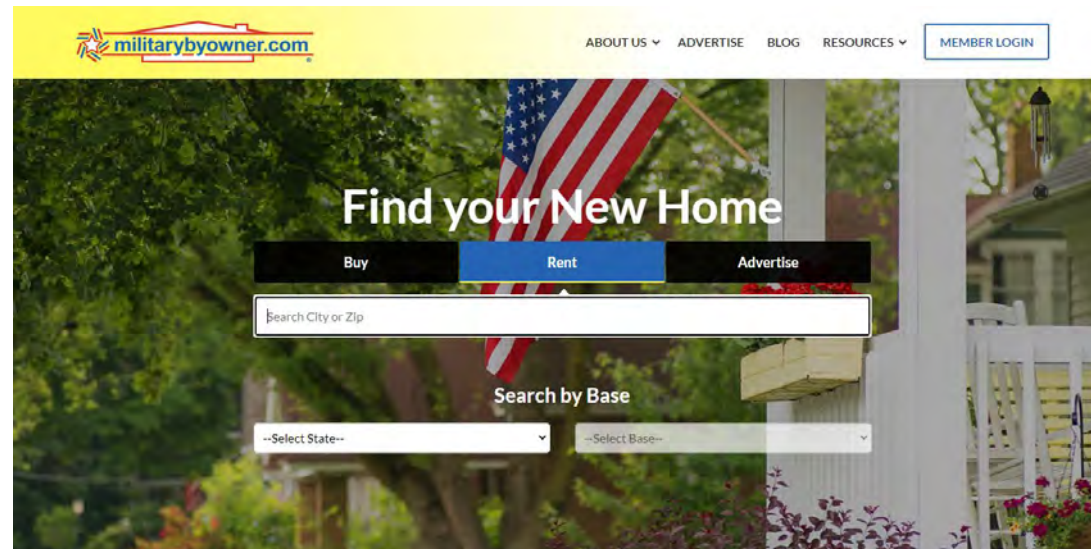 militarybyowner.com
ABOUT US
ADVERTISE
BLOG
RESOURCES
MEMBER LOGIN
Find your New Home
Buy
Rent
Advertise
Search City or Zip
Search by Base
--Select State--
--Select Base--